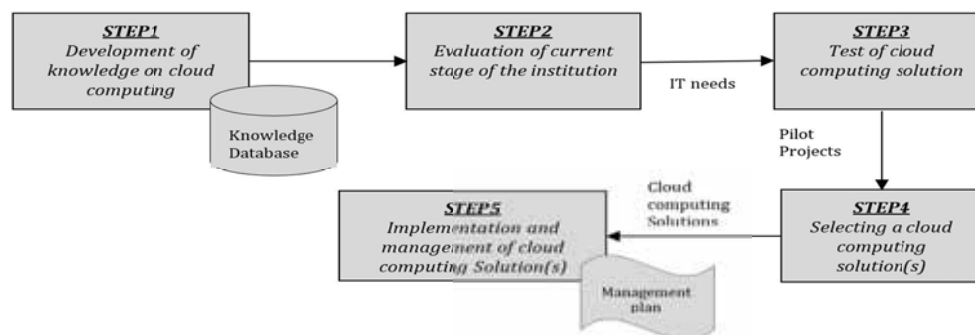 STEP1
Development of
knowledge on cloud
computing
Knowledge
Database
STEP2
Evaluation of current
stage of the institution
IT needs
STEP3
Test of cloud
computing solution
Pilot
Projects
STEP4
Selecting a cloud
computing
solution(s)
Cloud
computing
Solutions
STEP5
Implementation and
management of cloud
computing Solution(s)
Management
plan